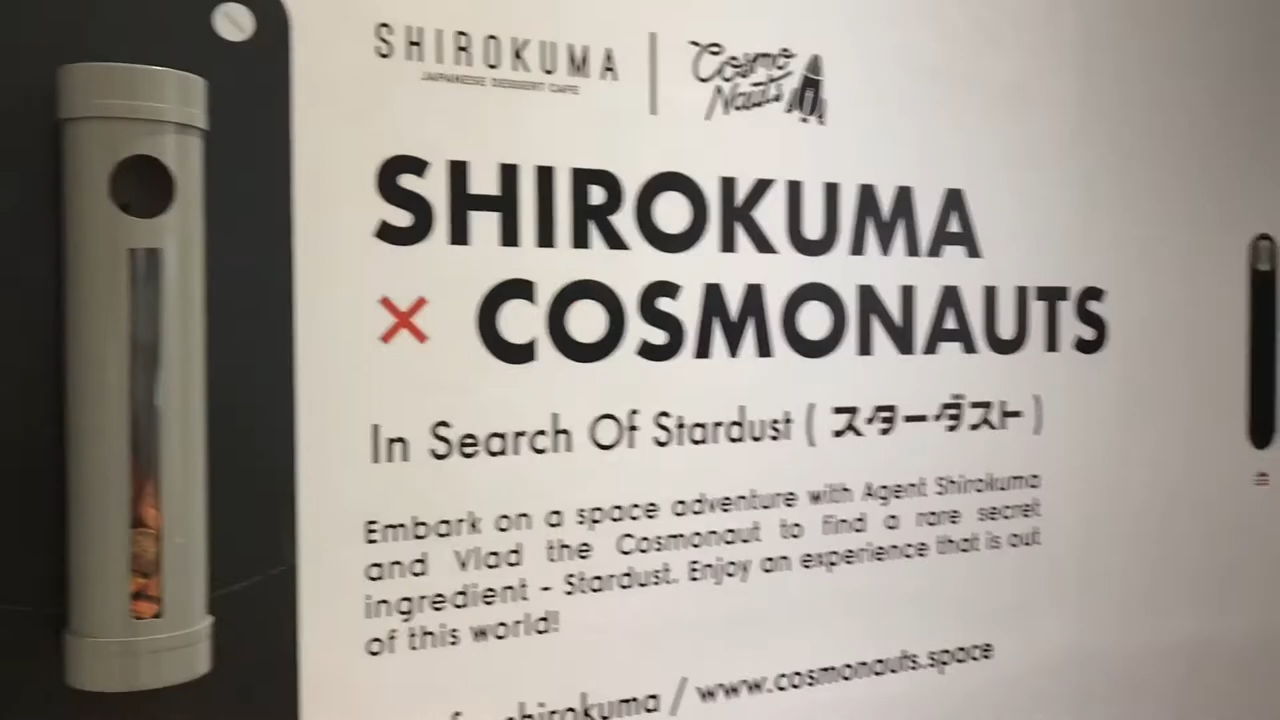 SHIROKUMA
JAPANESE DESSERT CAFE
Cosmo
Nauts
SHIROKUMA
× COSMONAUTS
In Search Of Stardust ( スターダスト )
Embark on a space adventure with Agent Shirokuma
and Vlad the Cosmonaut to find a rare secret
ingredient - Stardust. Enjoy an experience that is out
of this world!
shirokuma / www.cosmonauts.space